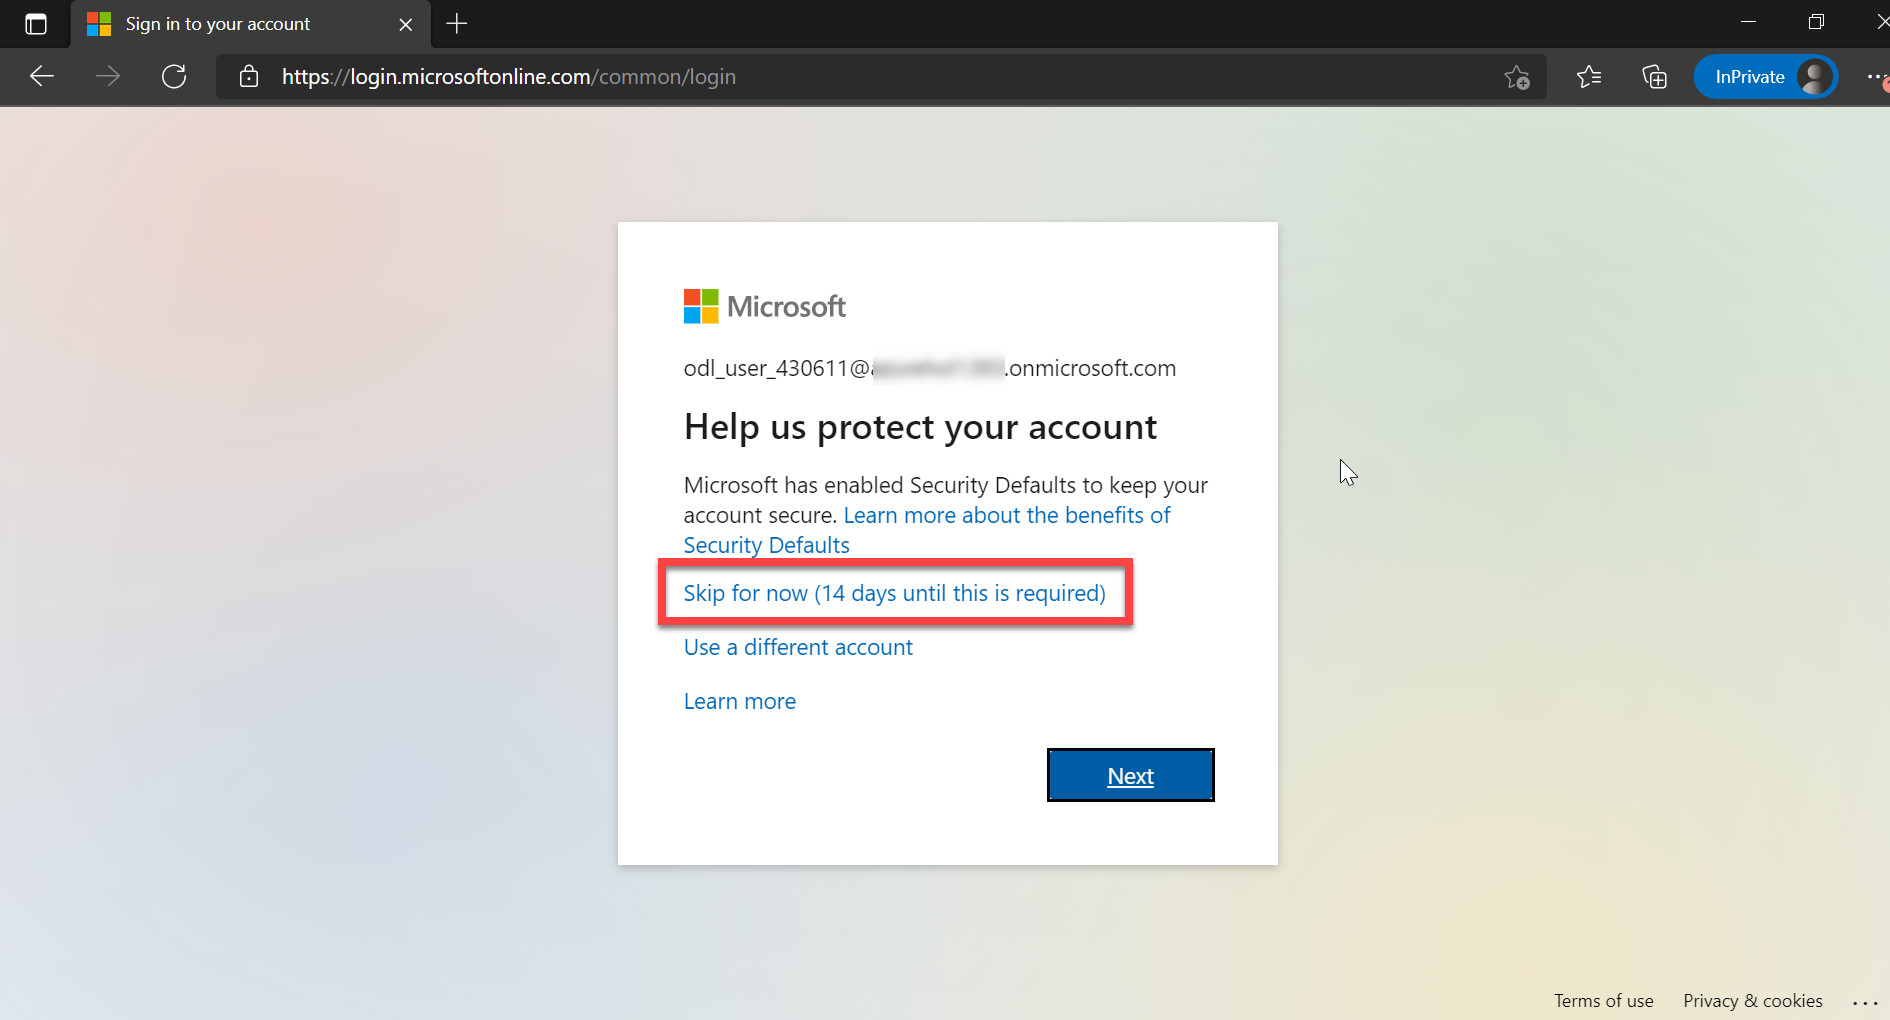 Sign in to your account
https://login.microsoftonline.com/common/login
InPrivate
Microsoft
odl_user_430611@ .onmicrosoft.com
Help us protect your account
Microsoft has enabled Security Defaults to keep your
account secure. Learn more about the benefits of
Security Defaults
Skip for now (14 days until this is required)
Use a different account
Learn more
Next
Terms of use Privacy & cookies ...